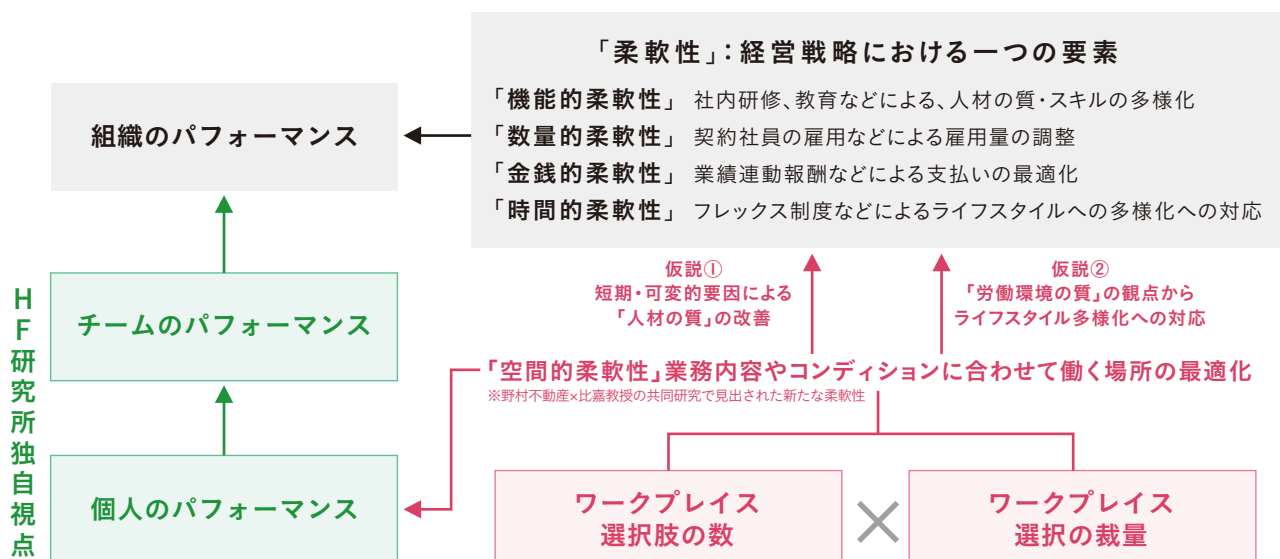 「柔軟性」：経営戦略における一つの要素
「機能的柔軟性」 社内研修、教育などによる、人材の質・スキルの多様化
「数量的柔軟性」 契約社員の雇用などによる雇用量の調整
「金銭的柔軟性」 業績連動報酬などによる支払いの最適化
「時間的柔軟性」 フレックス制度などによるライフスタイルへの多様化への対応
組織のパフォーマンス
仮説①
短期・可変的要因による
「人材の質」の改善
仮説②
「労働環境の質」の観点から
ライフスタイル多様化への対応
HF研究所独自視点
チームのパフォーマンス
「空間的柔軟性」業務内容やコンディションに合わせて働く場所の最適化
※野村不動産×比嘉教授の共同研究で見出された新たな柔軟性
個人のパフォーマンス
ワークプレイス
選択肢の数
×
ワークプレイス
選択の裁量